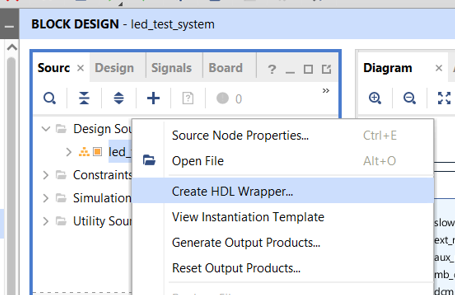 BLOCK DESIGN - led_test_system
Sourc × Design Signals Board ? _
Diagram × A
0 »
Design Sou
led_
Constraints
Simulation
Utility Sour
Source Node Properties... Ctrl+E
Open File Alt+O
Create HDL Wrapper...
View Instantiation Template
Generate Output Products...
Reset Output Products...
slow
ext_r
aux_
mb_d
dcm